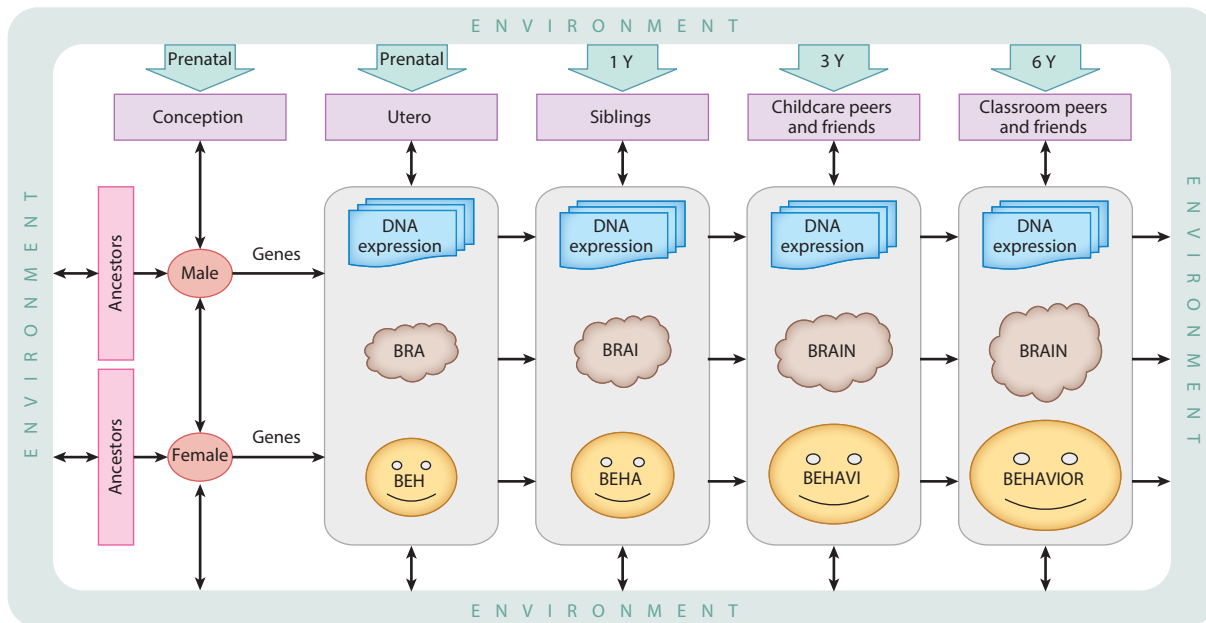 ENVIRONMENT
Prenatal
Prenatal
1 Y
3 Y
6 Y
Conception
Utero
Siblings
Childcare peers
and friends
Classroom peers
and friends
ENVIRONMENT
ENVIRONMENT
Ancestors
Male
Genes
DNA
expression
DNA
expression
DNA
expression
DNA
expression
BRA
BRAI
BRAIN
BRAIN
Ancestors
Female
Genes
BEH
BEHA
BEHAVI
BEHAVIOR
ENVIRONMENT